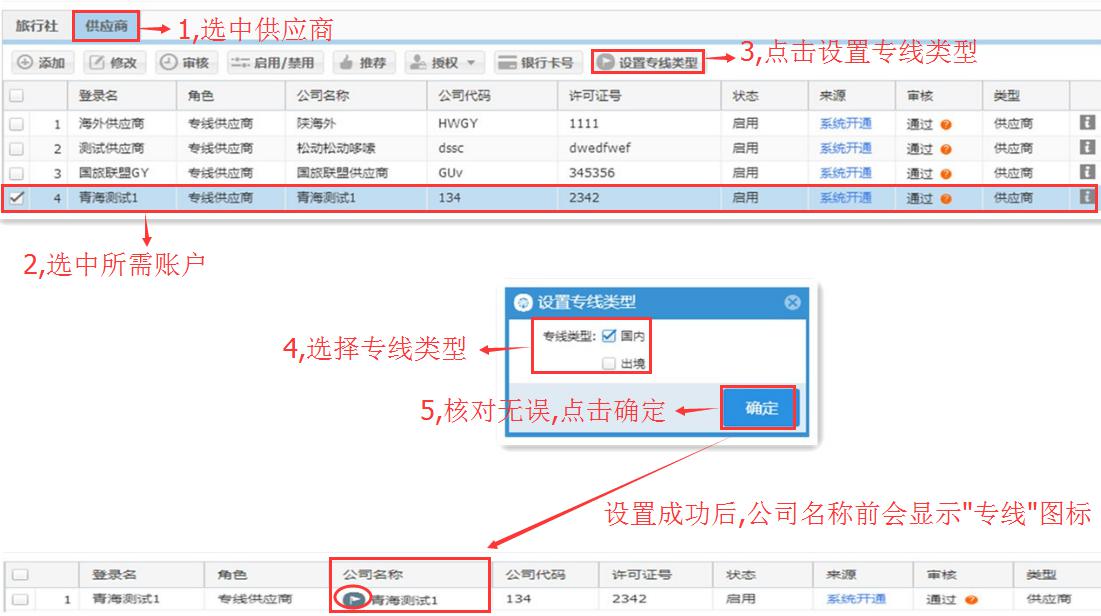 旅行社 供应商 1,选中供应商
3,点击设置专线类型
添加 修改 审核 启用/禁用 推荐 授权 银行卡号 设置专线类型
登录名 角色 公司名称 公司代码 许可证号 状态 来源 审核 类型
1 海外供应商 专线供应商 陕海外 HWGY 1111 启用 系统开通 通过 供应商
2 测试供应商 专线供应商 松动松动哆嗦 dssc dwedfwef 启用 系统开通 通过 供应商
3 国旅联盟GY 专线供应商 国旅联盟供应商 GUv 345356 启用 系统开通 通过 供应商
4 青海测试1 专线供应商 青海测试1 134 2342 启用 系统开通 通过 供应商
2,选中所需账户
设置专线类型
专线类型: 国内
4,选择专线类型
出境
5,核对无误,点击确定
确定
设置成功后,公司名称前会显示"专线"图标
登录名 角色 公司名称 公司代码 许可证号 状态 来源 审核 类型
1 青海测试1 专线供应商 青海测试1 134 2342 启用 系统开通 通过 供应商